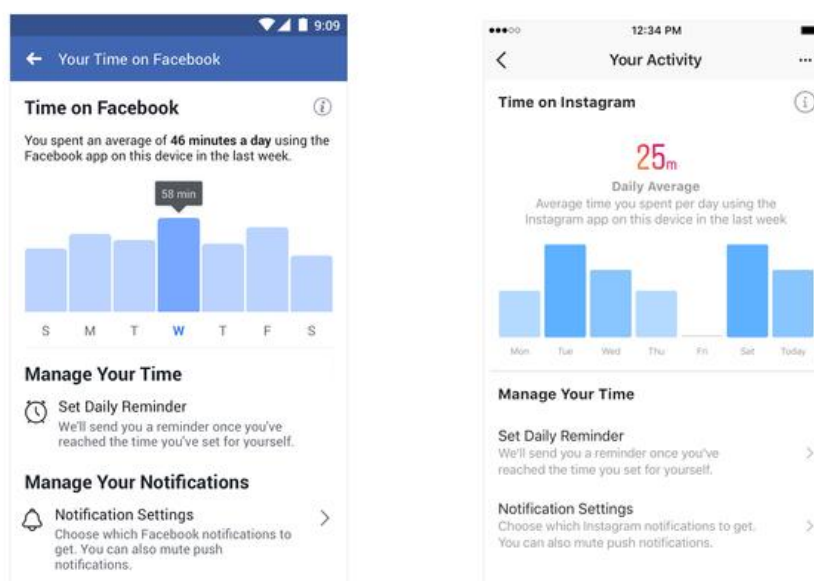 9:09
Your Time on Facebook
Time on Facebook
You spent an average of 46 minutes a day using the
Facebook app on this device in the last week.
58 min
S M T W T F S
Manage Your Time
Set Daily Reminder
We'll send you a reminder once you've
reached the time you've set for yourself.
Manage Your Notifications
Notification Settings
Choose which Facebook notifications to
get. You can also mute push
notifications.
12:34 PM
Your Activity
Time on Instagram
25m
Daily Average
Average time you spent per day using the
Instagram app on this device in the last week
Mon Tue Wed Thu Fri Sat Today
Manage Your Time
Set Daily Reminder
We'll send you a reminder once you've
reached the time you set for yourself.
Notification Settings
Choose which Instagram notifications to get.
You can also mute push notifications.